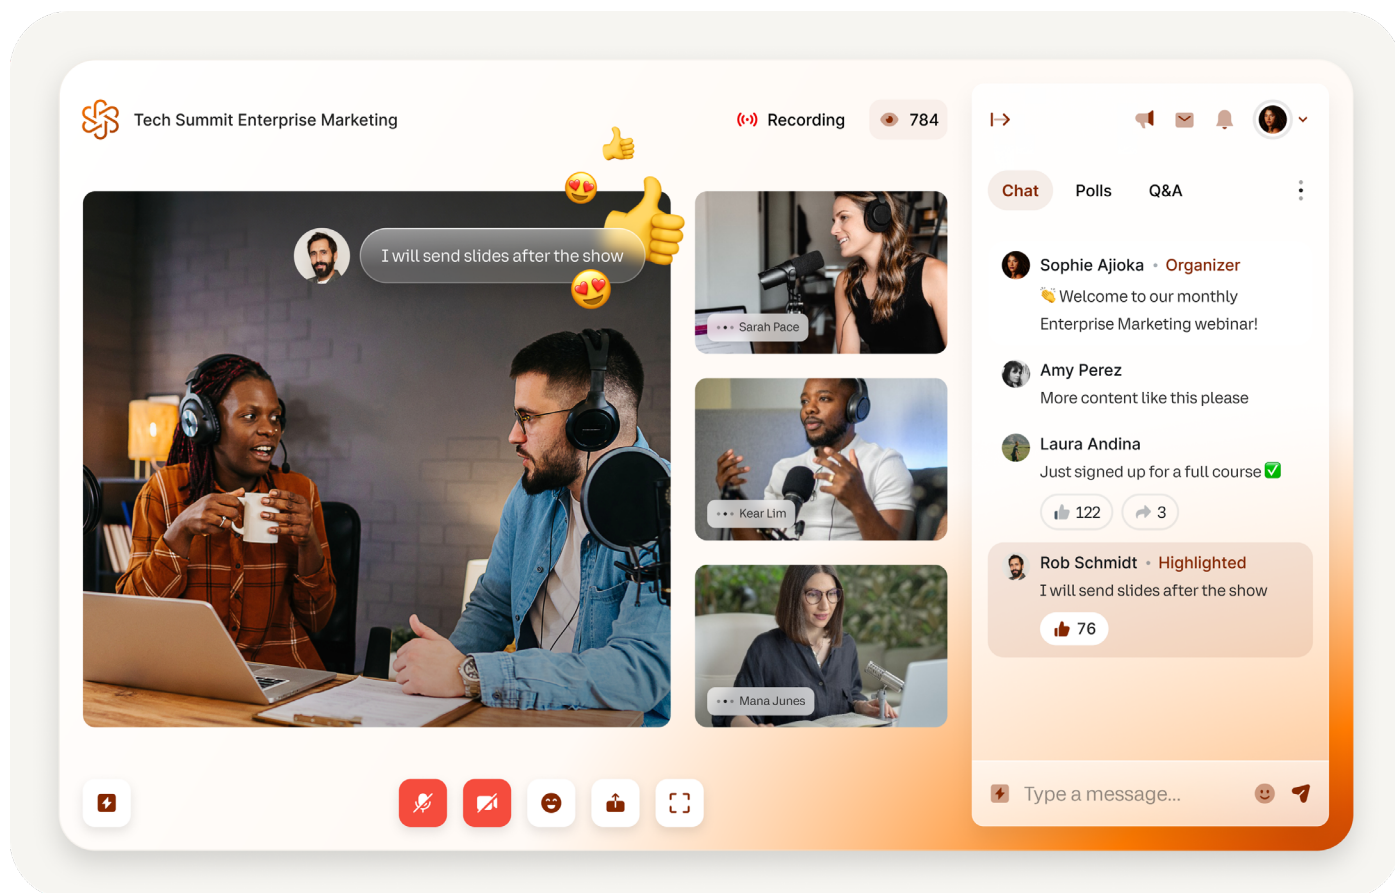 Tech Summit Enterprise Marketing
Recording
784
I will send slides after the show
Sarah Pace
Kear Lim
Mana Junes
Chat
Polls
Q&A
Sophie Ajioka • Organizer
👏 Welcome to our monthly
Enterprise Marketing webinar!
Amy Perez
More content like this please
Laura Andina
Just signed up for a full course ✅
122
3
Rob Schmidt • Highlighted
I will send slides after the show
76
Type a message...